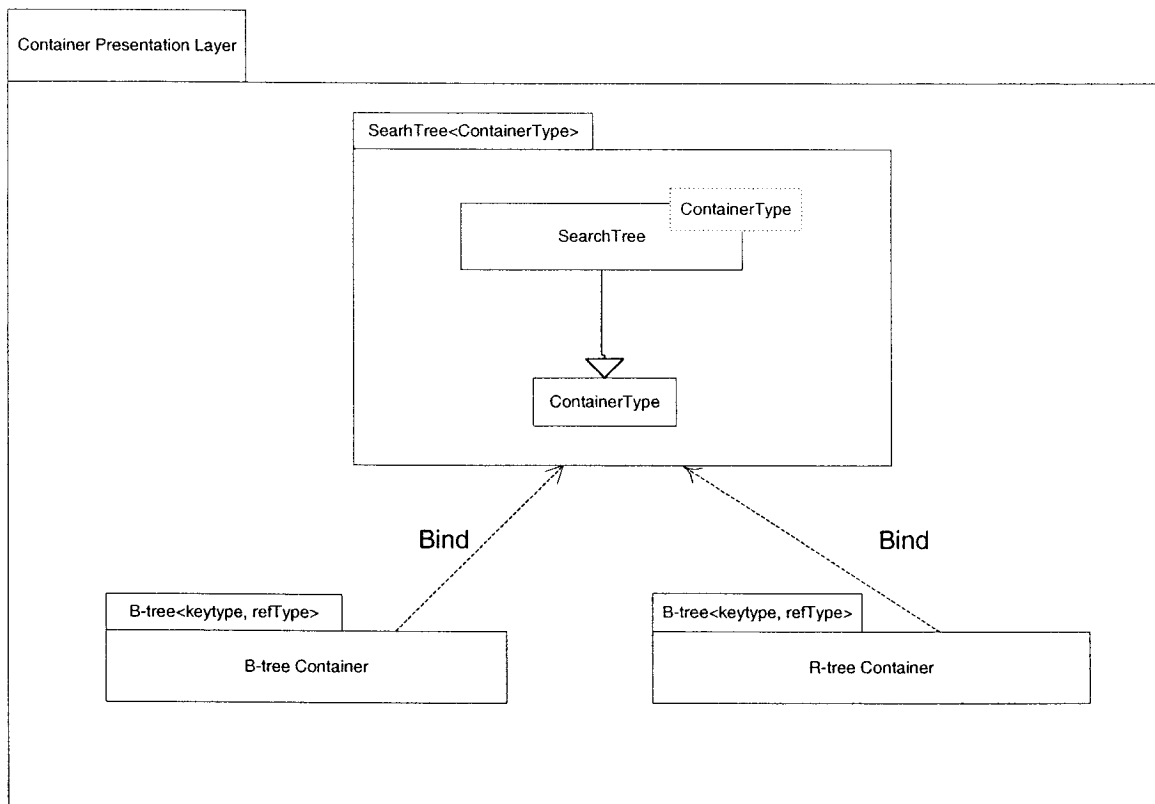 Container Presentation Layer
SearhTree<ContainerType>
ContainerType
SearchTree
ContainerType
Bind
Bind
B-tree<keytype, refType>
B-tree<keytype, refType>
B-tree Container
R-tree Container